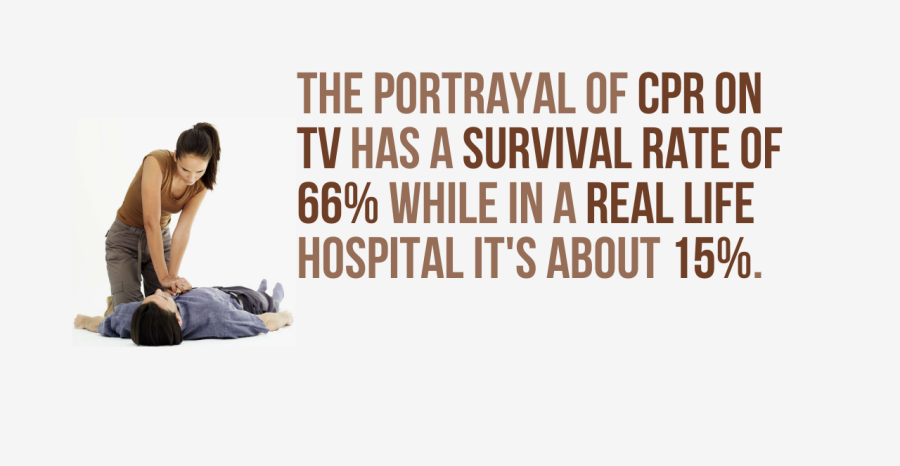 THE PORTRAYAL OF CPR ON
TV HAS A SURVIVAL RATE OF
66% WHILE IN A REAL LIFE
HOSPITAL IT'S ABOUT 15%.